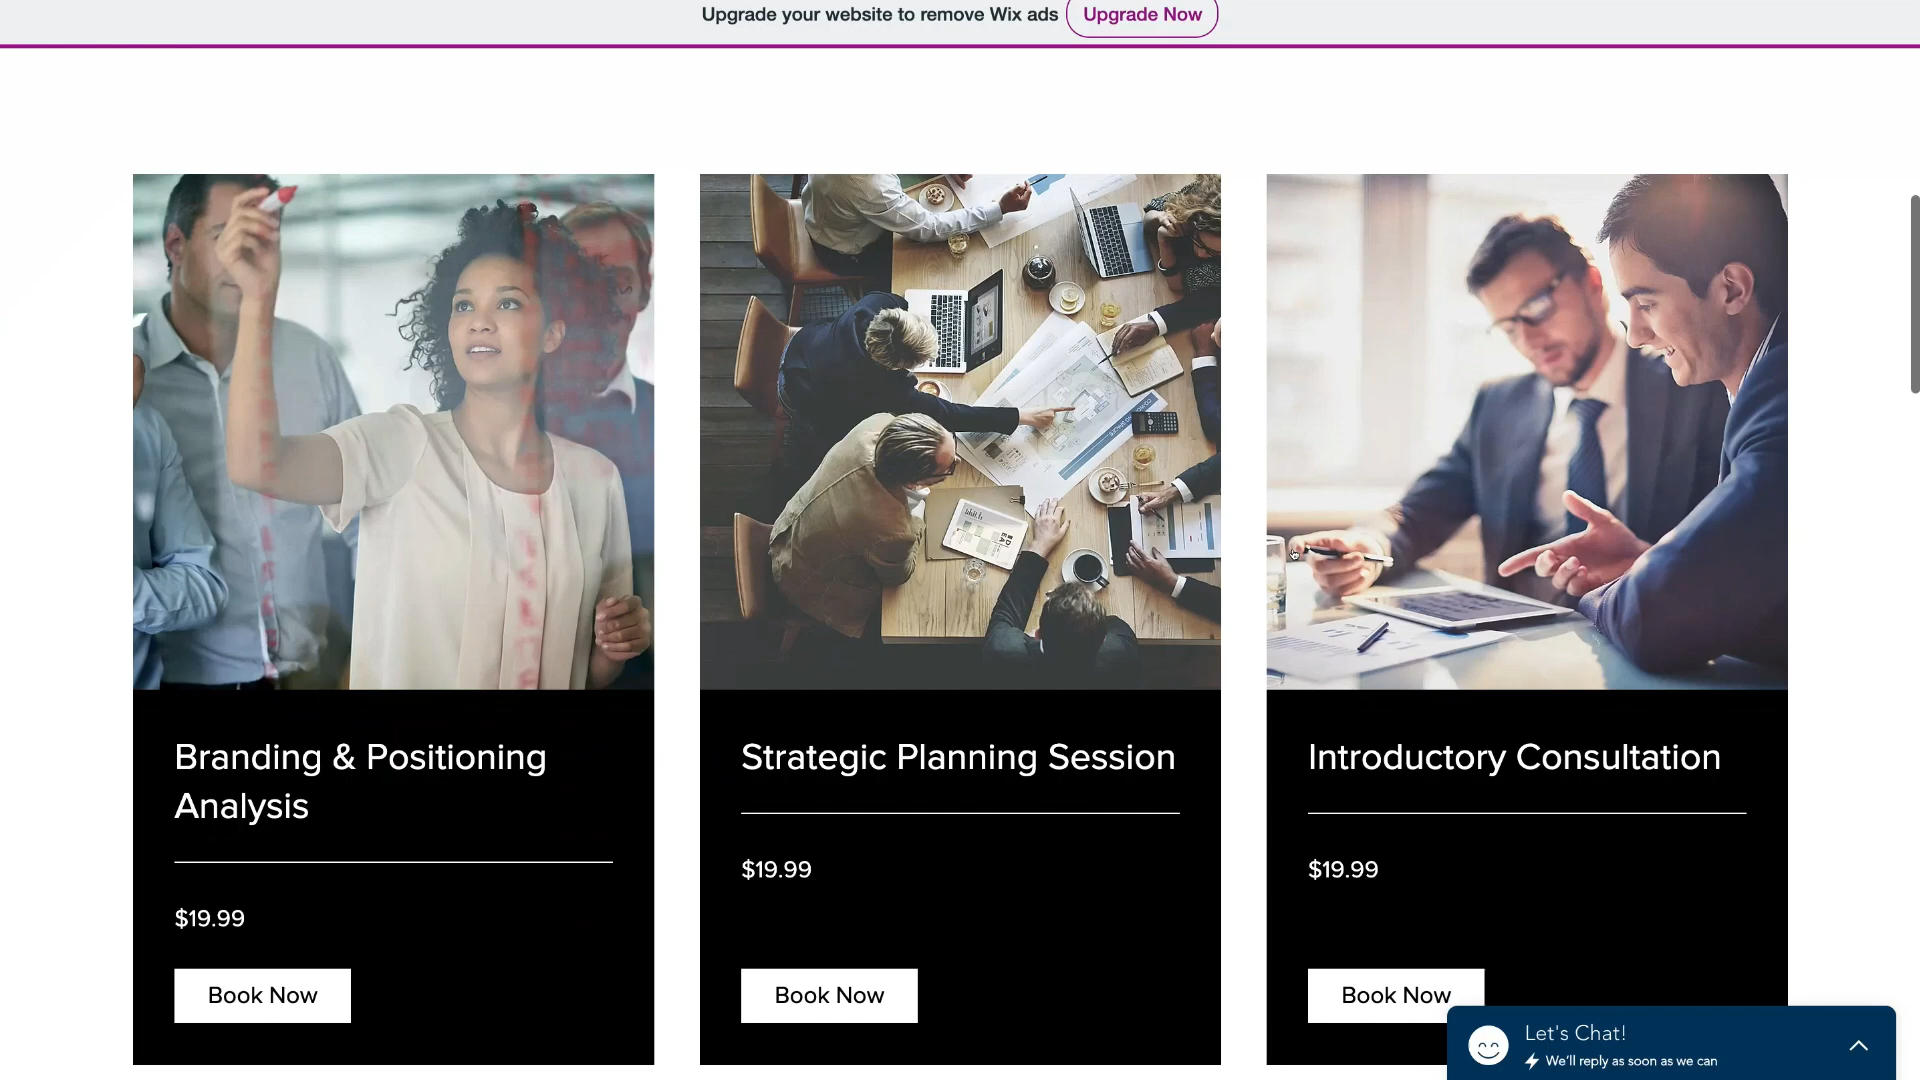 Upgrade your website to remove Wix ads
Upgrade Now
Branding & Positioning
Analysis
$19.99
Book Now
Strategic Planning Session
$19.99
Book Now
Introductory Consultation
$19.99
Book Now
Let's Chat!
We'll reply as soon as we can